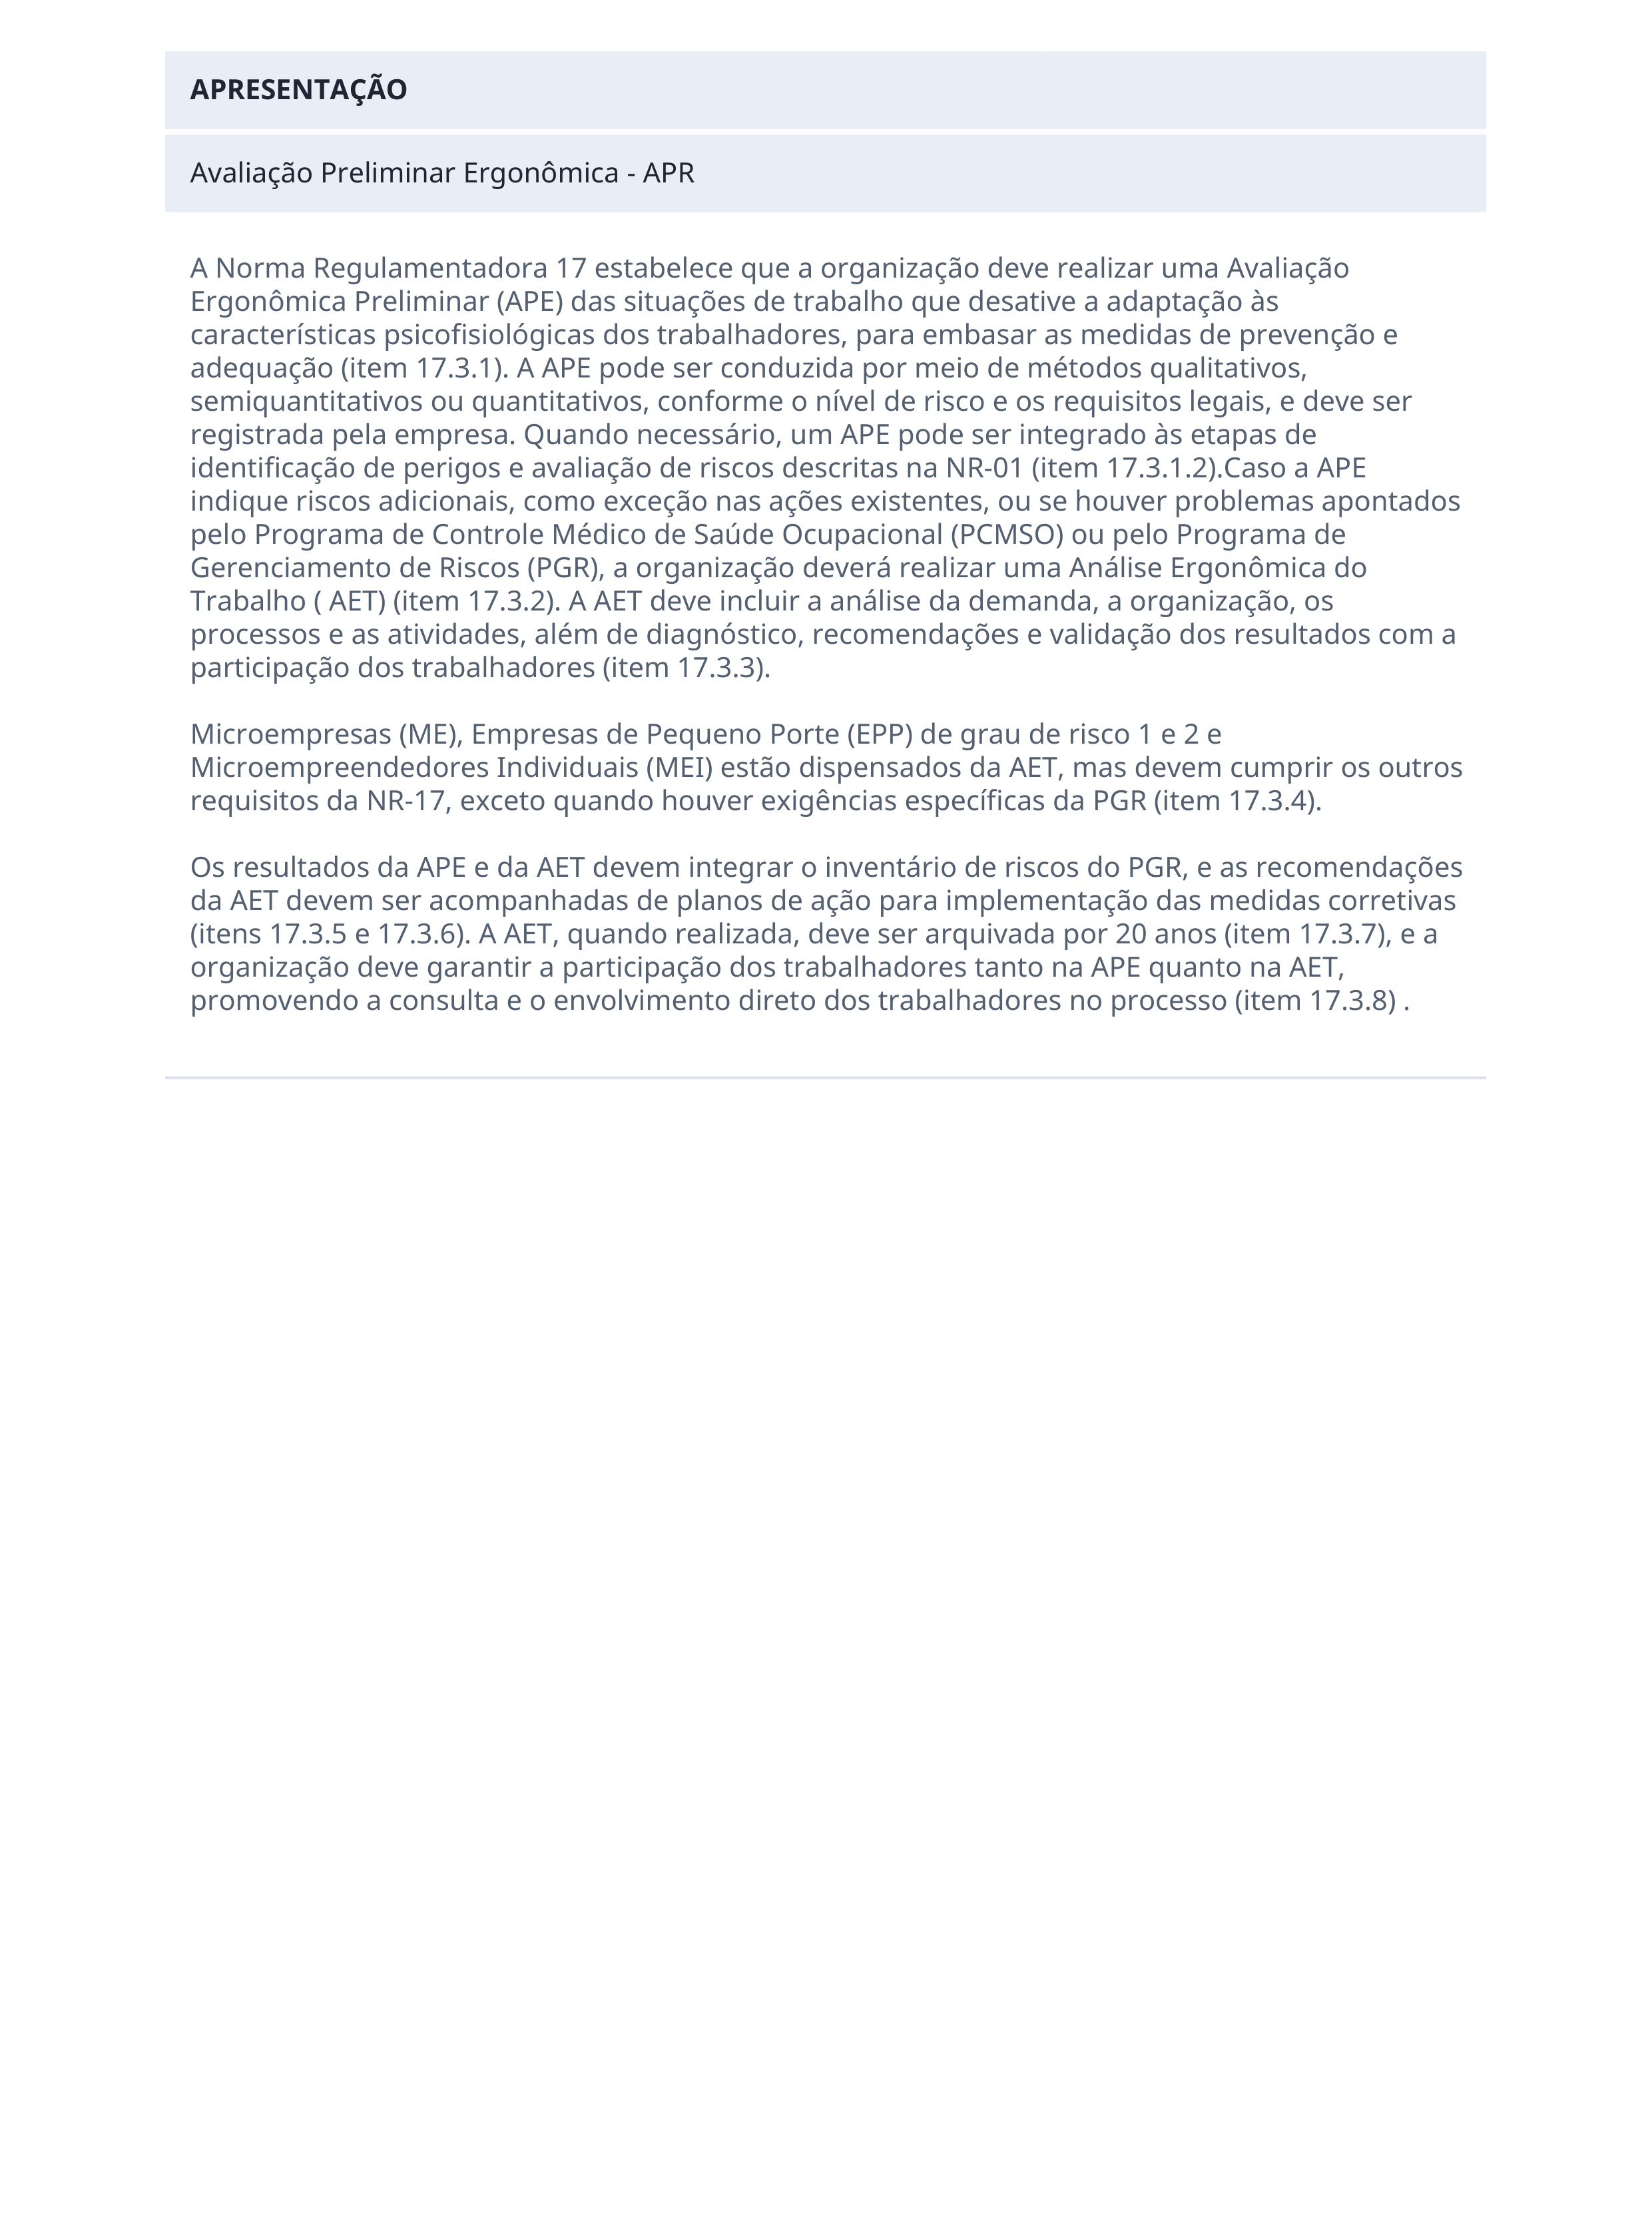 APRESENTAÇÃO
Avaliação Preliminar Ergonômica - APR
A Norma Regulamentadora 17 estabelece que a organização deve realizar uma Avaliação
Ergonômica Preliminar (APE) das situações de trabalho que desative a adaptação às
características psicofisiológicas dos trabalhadores, para embasar as medidas de prevenção e
adequação (item 17.3.1). A APE pode ser conduzida por meio de métodos qualitativos,
semiquantitativos ou quantitativos, conforme o nível de risco e os requisitos legais, e deve ser
registrada pela empresa. Quando necessário, um APE pode ser integrado às etapas de
identificação de perigos e avaliação de riscos descritas na NR-01 (item 17.3.1.2).Caso a APE
indique riscos adicionais, como exceção nas ações existentes, ou se houver problemas apontados
pelo Programa de Controle Médico de Saúde Ocupacional (PCMSO) ou pelo Programa de
Gerenciamento de Riscos (PGR), a organização deverá realizar uma Análise Ergonômica do
Trabalho ( AET) (item 17.3.2). A AET deve incluir a análise da demanda, a organização, os
processos e as atividades, além de diagnóstico, recomendações e validação dos resultados com a
participação dos trabalhadores (item 17.3.3).
Microempresas (ME), Empresas de Pequeno Porte (EPP) de grau de risco 1 e 2 e
Microempreendedores Individuais (MEI) estão dispensados da AET, mas devem cumprir os outros
requisitos da NR-17, exceto quando houver exigências específicas da PGR (item 17.3.4).
Os resultados da APE e da AET devem integrar o inventário de riscos do PGR, e as recomendações
da AET devem ser acompanhadas de planos de ação para implementação das medidas corretivas
(itens 17.3.5 e 17.3.6). A AET, quando realizada, deve ser arquivada por 20 anos (item 17.3.7), e a
organização deve garantir a participação dos trabalhadores tanto na APE quanto na AET,
promovendo a consulta e o envolvimento direto dos trabalhadores no processo (item 17.3.8) .